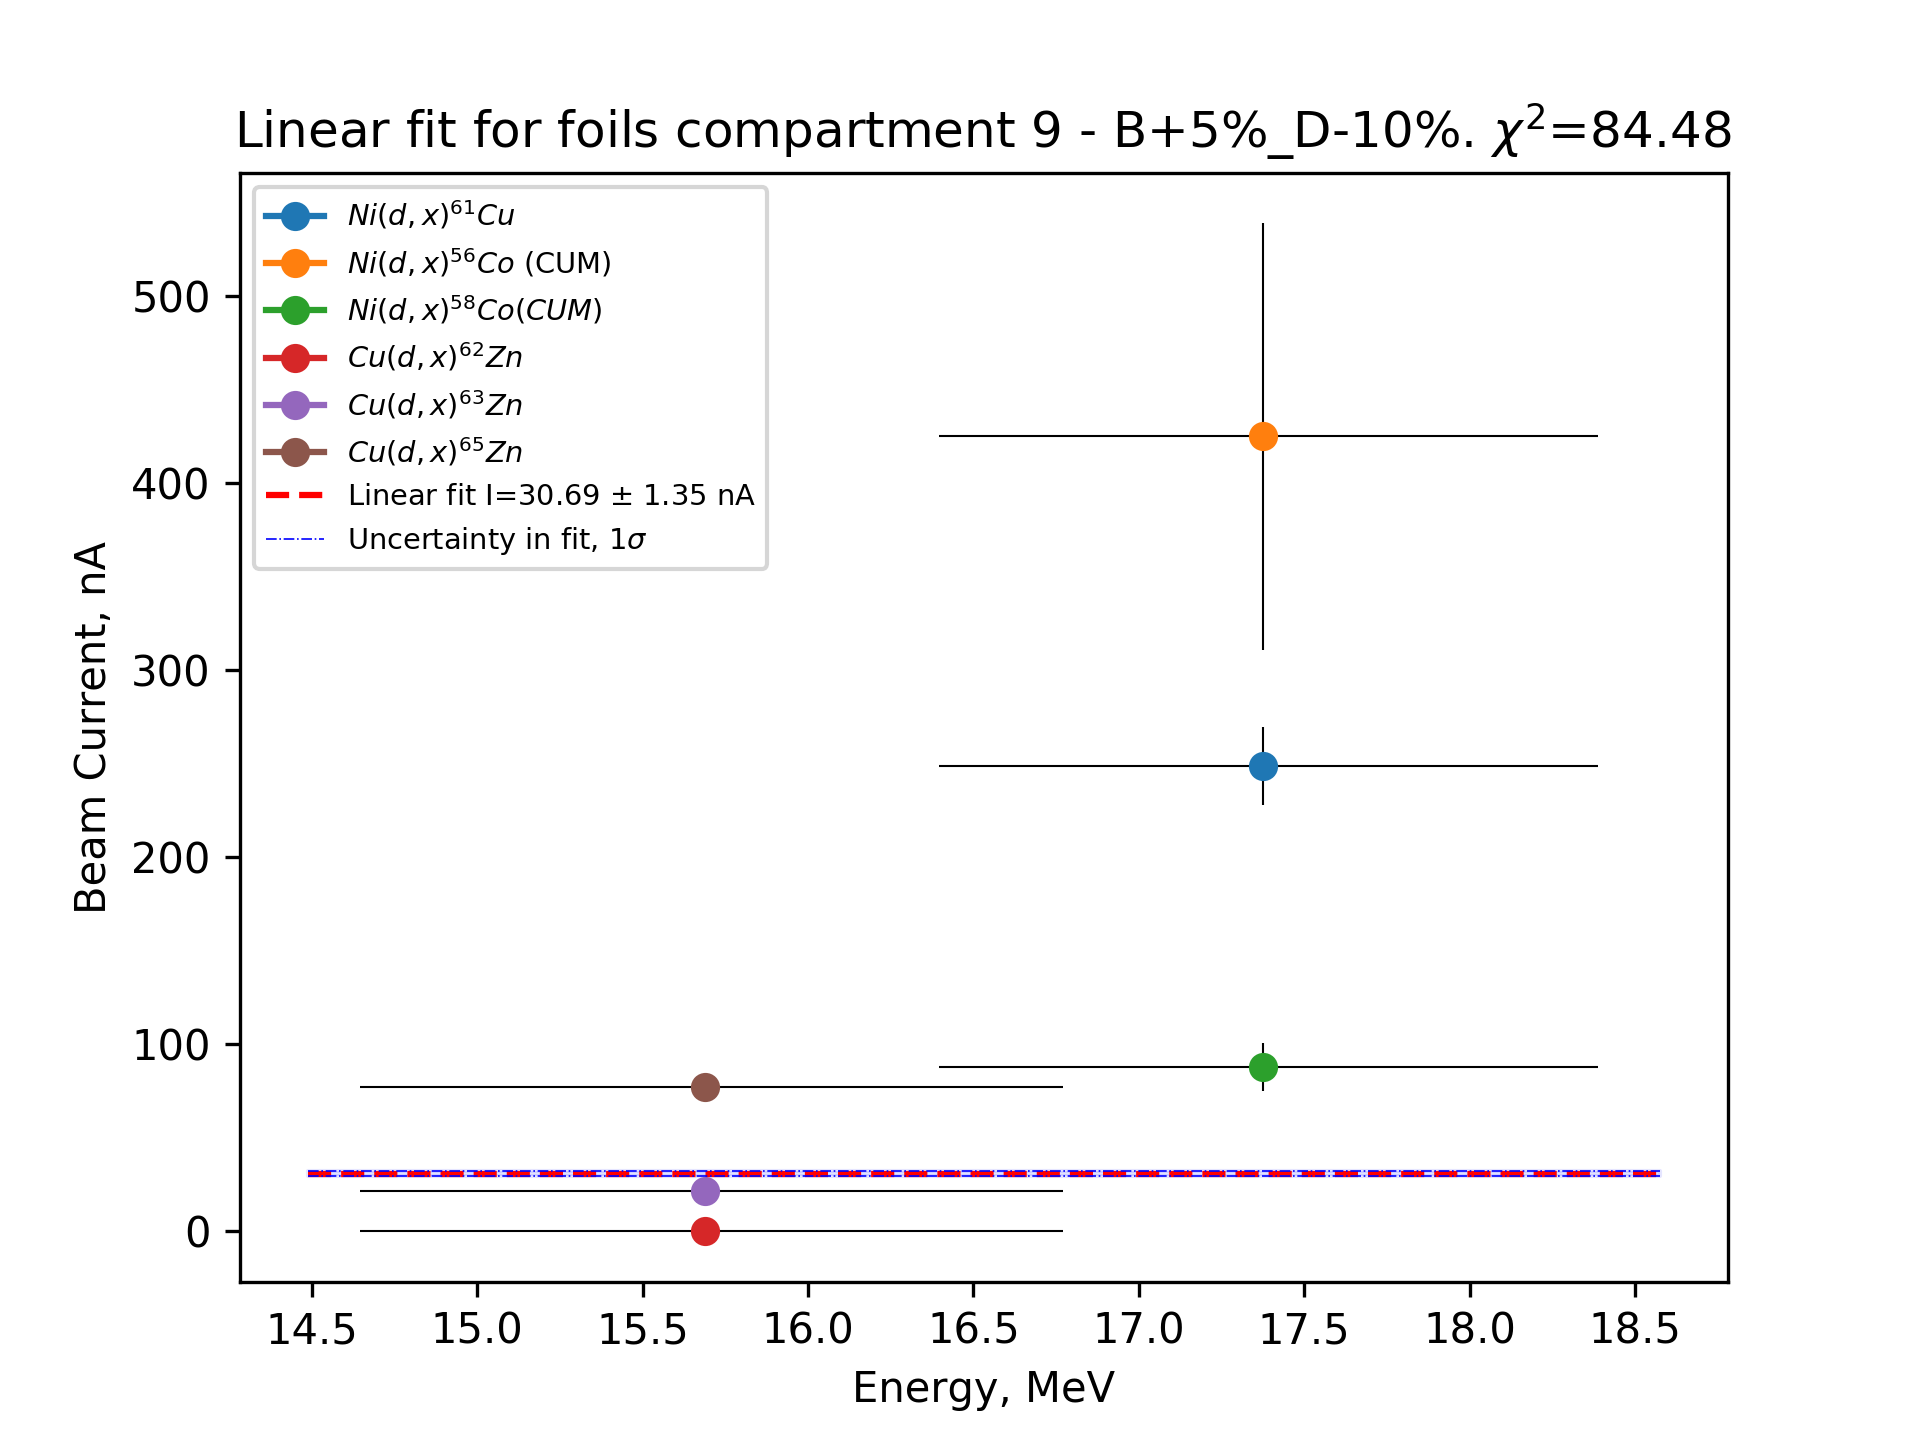 Linear fit for foils compartment 9 - B+5%_D-10%. χ²=84.48
Ni(d, x)⁶¹Cu
Ni(d, x)⁵⁶Co (CUM)
Ni(d, x)⁵⁸Co(CUM)
Cu(d, x)⁶²Zn
Cu(d, x)⁶³Zn
Cu(d, x)⁶⁵Zn
Linear fit I=30.69 ± 1.35 nA
Uncertainty in fit, 1σ
Beam Current, nA
500
400
300
200
100
0
14.5 15.0 15.5 16.0 16.5 17.0 17.5 18.0 18.5
Energy, MeV